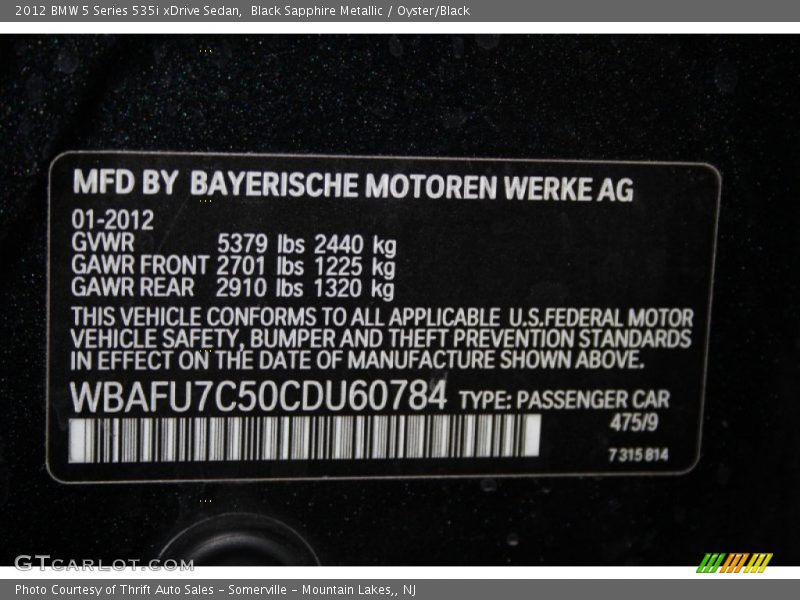 2012 BMW 5 Series 535i xDrive Sedan,  Black Sapphire Metallic / Oyster/Black
MFD BY BAYERISCHE MOTOREN WERKE AG
01-2012
GVWR 5379 lbs 2440 kg
GAWR FRONT 2701 lbs 1225 kg
GAWR REAR 2910 lbs 1320 kg
THIS VEHICLE CONFORMS TO ALL APPLICABLE U.S.FEDERAL MOTOR
VEHICLE SAFETY, BUMPER AND THEFT PREVENTION STANDARDS
IN EFFECT ON THE DATE OF MANUFACTURE SHOWN ABOVE.
WBAFU7C50CDU60784 TYPE: PASSENGER CAR
475/9
7315814
GTCARLOT.COM
Photo Courtesy of Thrift Auto Sales - Somerville - Mountain Lakes,, NJ